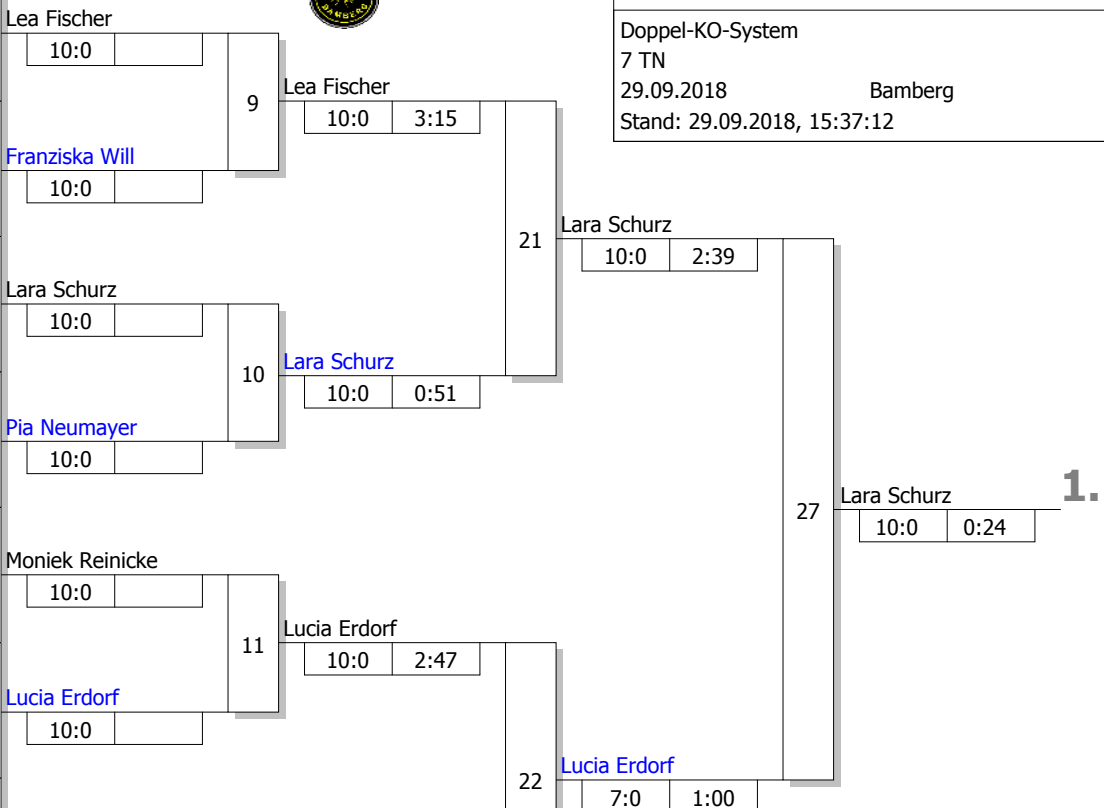 BAMBERG
Doppel-KO-System
7 TN
29.09.2018 Bamberg
Stand: 29.09.2018, 15:37:12
Lea Fischer
10:0
9
Lea Fischer
10:0 3:15
Franziska Will
10:0
21
Lara Schurz
10:0 2:39
Lara Schurz
10:0
10
Lara Schurz
10:0 0:51
Pia Neumayer
10:0
27
Lara Schurz
1.
10:0 0:24
Moniek Reinicke
10:0
11
Lucia Erdorf
10:0 2:47
Lucia Erdorf
10:0
22
Lucia Erdorf
7:0 1:00